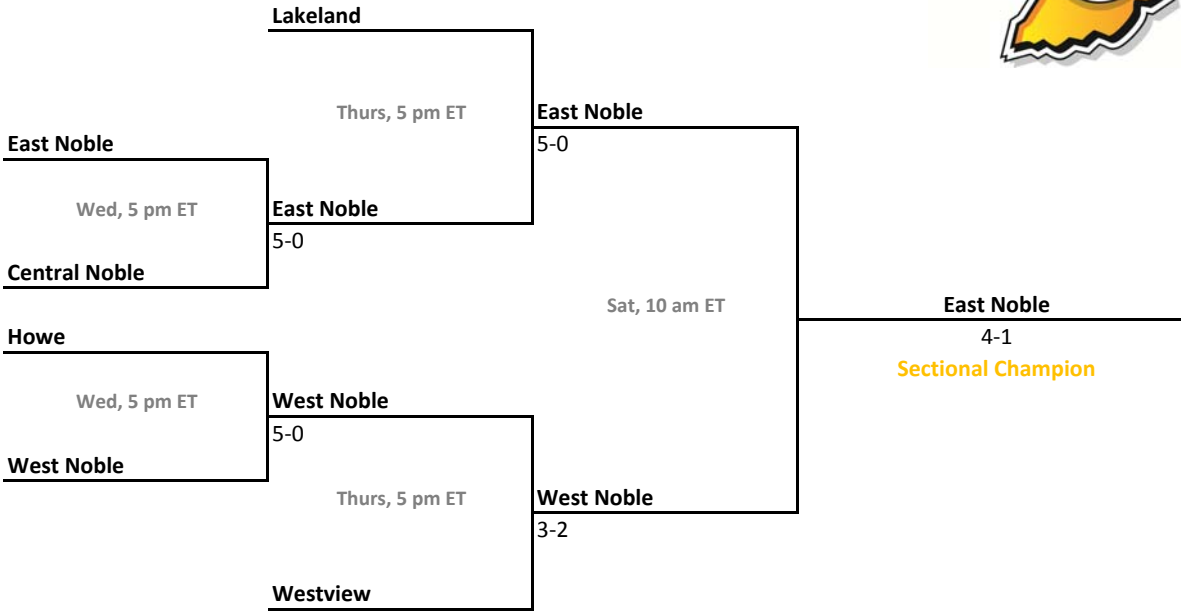 Lakeland
Thurs, 5 pm ET
East Noble
5-0
East Noble
Wed, 5 pm ET
East Noble
5-0
Central Noble
Sat, 10 am ET
East Noble
4-1
Sectional Champion
Howe
Wed, 5 pm ET
West Noble
5-0
West Noble
Thurs, 5 pm ET
West Noble
3-2
Westview